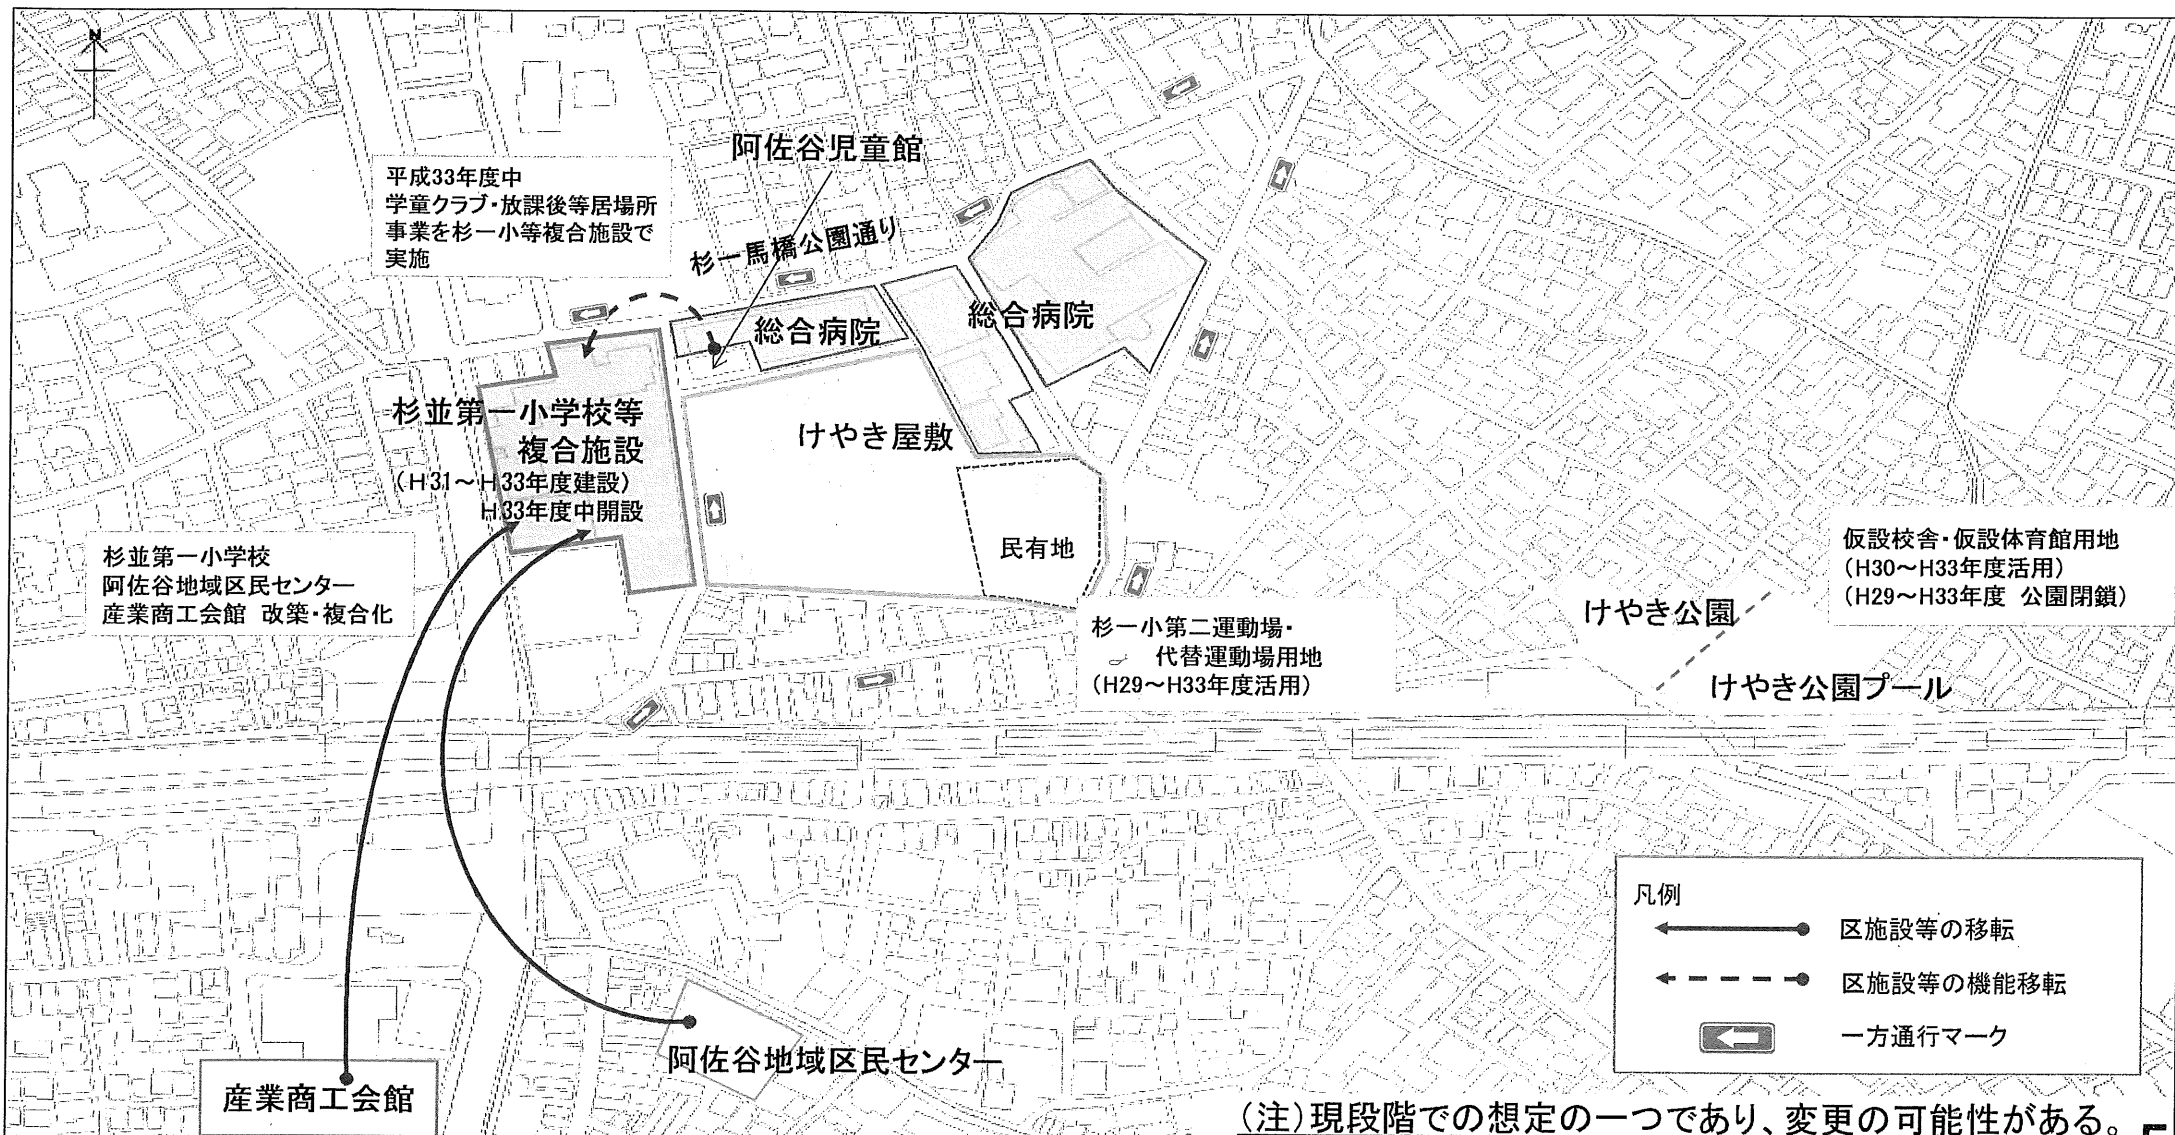 N
阿佐谷児童館
平成33年度中
学童クラブ・放課後等居場所
事業を杉一小等複合施設で
実施
杉一馬橋公園通り
総合病院
総合病院
杉並第一小学校等
複合施設
(H31～H33年度建設)
H33年度中開設
けやき屋敷
民有地
杉並第一小学校
阿佐谷地域区民センター
産業商工会館 改築・複合化
仮設校舎・仮設体育館用地
(H30～H33年度活用)
(H29～H33年度 公園閉鎖)
けやき公園
けやき公園プール
杉一小第二運動場・
代替運動場用地
(H29～H33年度活用)
凡例
区施設等の移転
区施設等の機能移転
一方通行マーク
阿佐谷地域区民センター
産業商工会館
(注)現段階での想定の一つであり、変更の可能性がある。